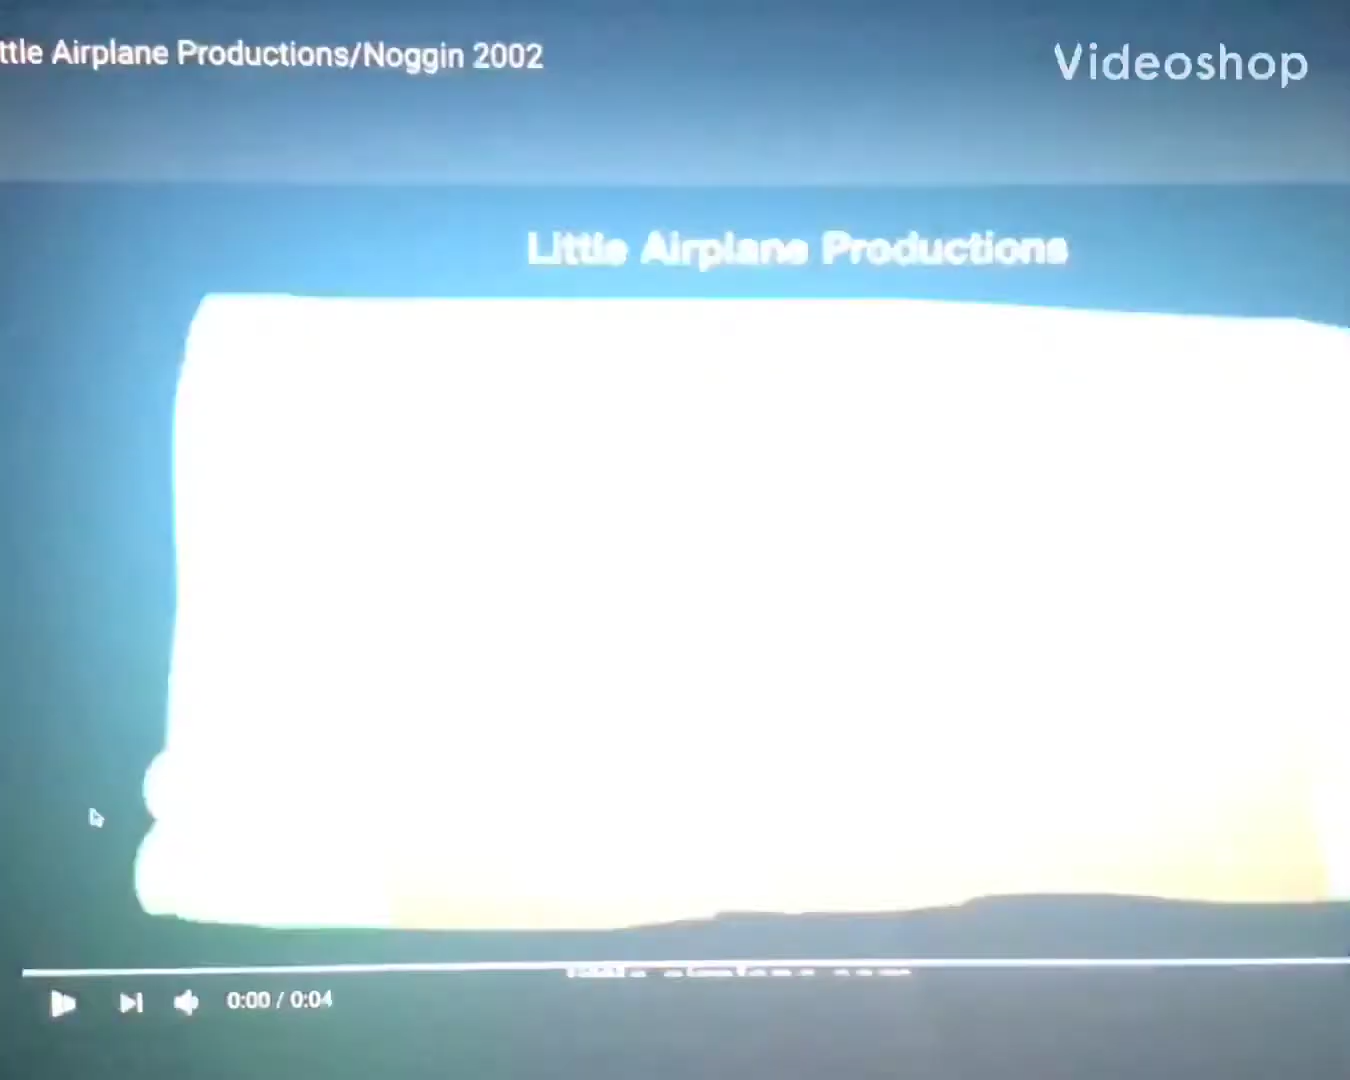 ttle Airplane Productions/Noggin 2002
Videoshop
Little Airplane Productions
0:00 / 0:04